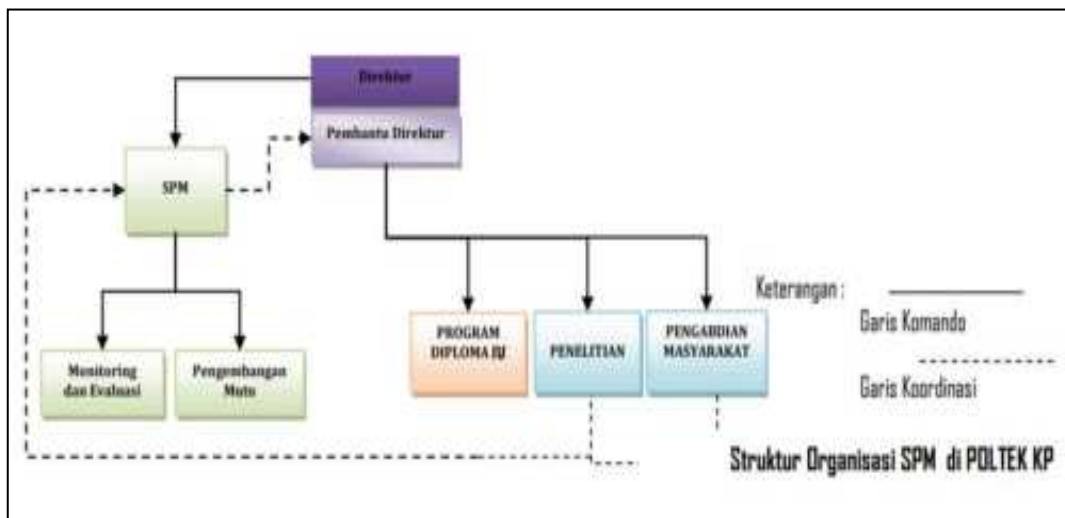 Direktur
Pembantu Direktur
SPM
Monitoring
dan Evaluasi
Pengembangan
Mutu
PROGRAM
DIPLOMA
PENELITIAN
PENGABDIAN
MASYARAKAT
Keterangan :
Garis Komando
Garis Koordinasi
Struktur Organisasi SPM di POLTEK KP